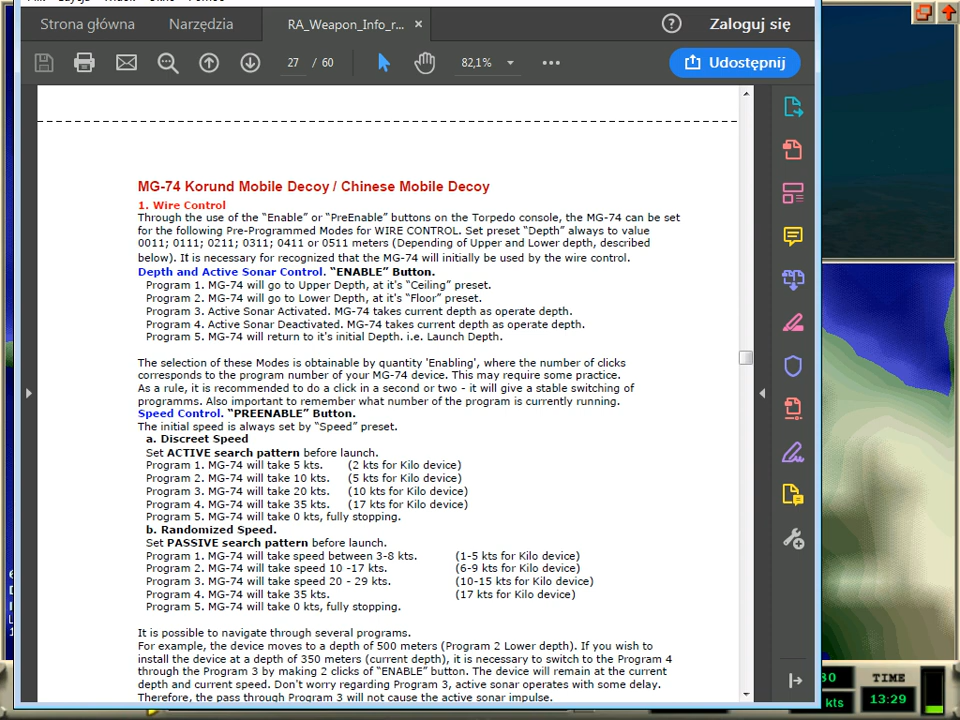 Strona główna
Narzędzia
RA_Weapon_Info_r... ×
Zaloguj się
27 / 60
82,1%
Udostępnij
MG-74 Korund Mobile Decoy / Chinese Mobile Decoy
1. Wire Control
Through the use of the “Enable” or “PreEnable” buttons on the Torpedo console, the MG-74 can be set
for the following Pre-Programmed Modes for WIRE CONTROL. Set preset “Depth” always to value
0011; 0111; 0211; 0311; 0411 or 0511 meters (Depending of Upper and Lower depth, described
below). It is necessary for recognized that the MG-74 will initially be used by the wire control.
Depth and Active Sonar Control. “ENABLE” Button.
Program 1. MG-74 will go to Upper Depth, at it's “Ceiling” preset.
Program 2. MG-74 will go to Lower Depth, at it's “Floor” preset.
Program 3. Active Sonar Activated. MG-74 takes current depth as operate depth.
Program 4. Active Sonar Deactivated. MG-74 takes current depth as operate depth.
Program 5. MG-74 will return to it's initial Depth. i.e. Launch Depth.
The selection of these Modes is obtainable by quantity 'Enabling', where the number of clicks
corresponds to the program number of your MG-74 device. This may require some practice.
As a rule, it is recommended to do a click in a second or two - it will give a stable switching of
programms. Also important to remember what number of the program is currently running.
Speed Control. “PREENABLE” Button.
The initial speed is always set by “Speed” preset.
a. Discreet Speed
Set ACTIVE search pattern before launch.
Program 1. MG-74 will take 5 kts. (2 kts for Kilo device)
Program 2. MG-74 will take 10 kts. (5 kts for Kilo device)
Program 3. MG-74 will take 20 kts. (10 kts for Kilo device)
Program 4. MG-74 will take 35 kts. (17 kts for Kilo device)
Program 5. MG-74 will take 0 kts, fully stopping.
b. Randomized Speed.
Set PASSIVE search pattern before launch.
Program 1. MG-74 will take speed between 3-8 kts. (1-5 kts for Kilo device)
Program 2. MG-74 will take speed 10 -17 kts. (6-9 kts for Kilo device)
Program 3. MG-74 will take speed 20 - 29 kts. (10-15 kts for Kilo device)
Program 4. MG-74 will take 35 kts. (17 kts for Kilo device)
Program 5. MG-74 will take 0 kts, fully stopping.
It is possible to navigate through several programs.
For example, the device moves to a depth of 500 meters (Program 2 Lower depth). If you wish to
install the device at a depth of 350 meters (current depth), it is necessary to switch to the Program 4
through the Program 3 by making 2 clicks of “ENABLE” button. The device will remain at the current
depth and current speed. Don't worry regarding Program 3, active sonar operates with some delay.
Therefore, the pass through Program 3 will not cause the active sonar impulse.
TIME
13:29
kts